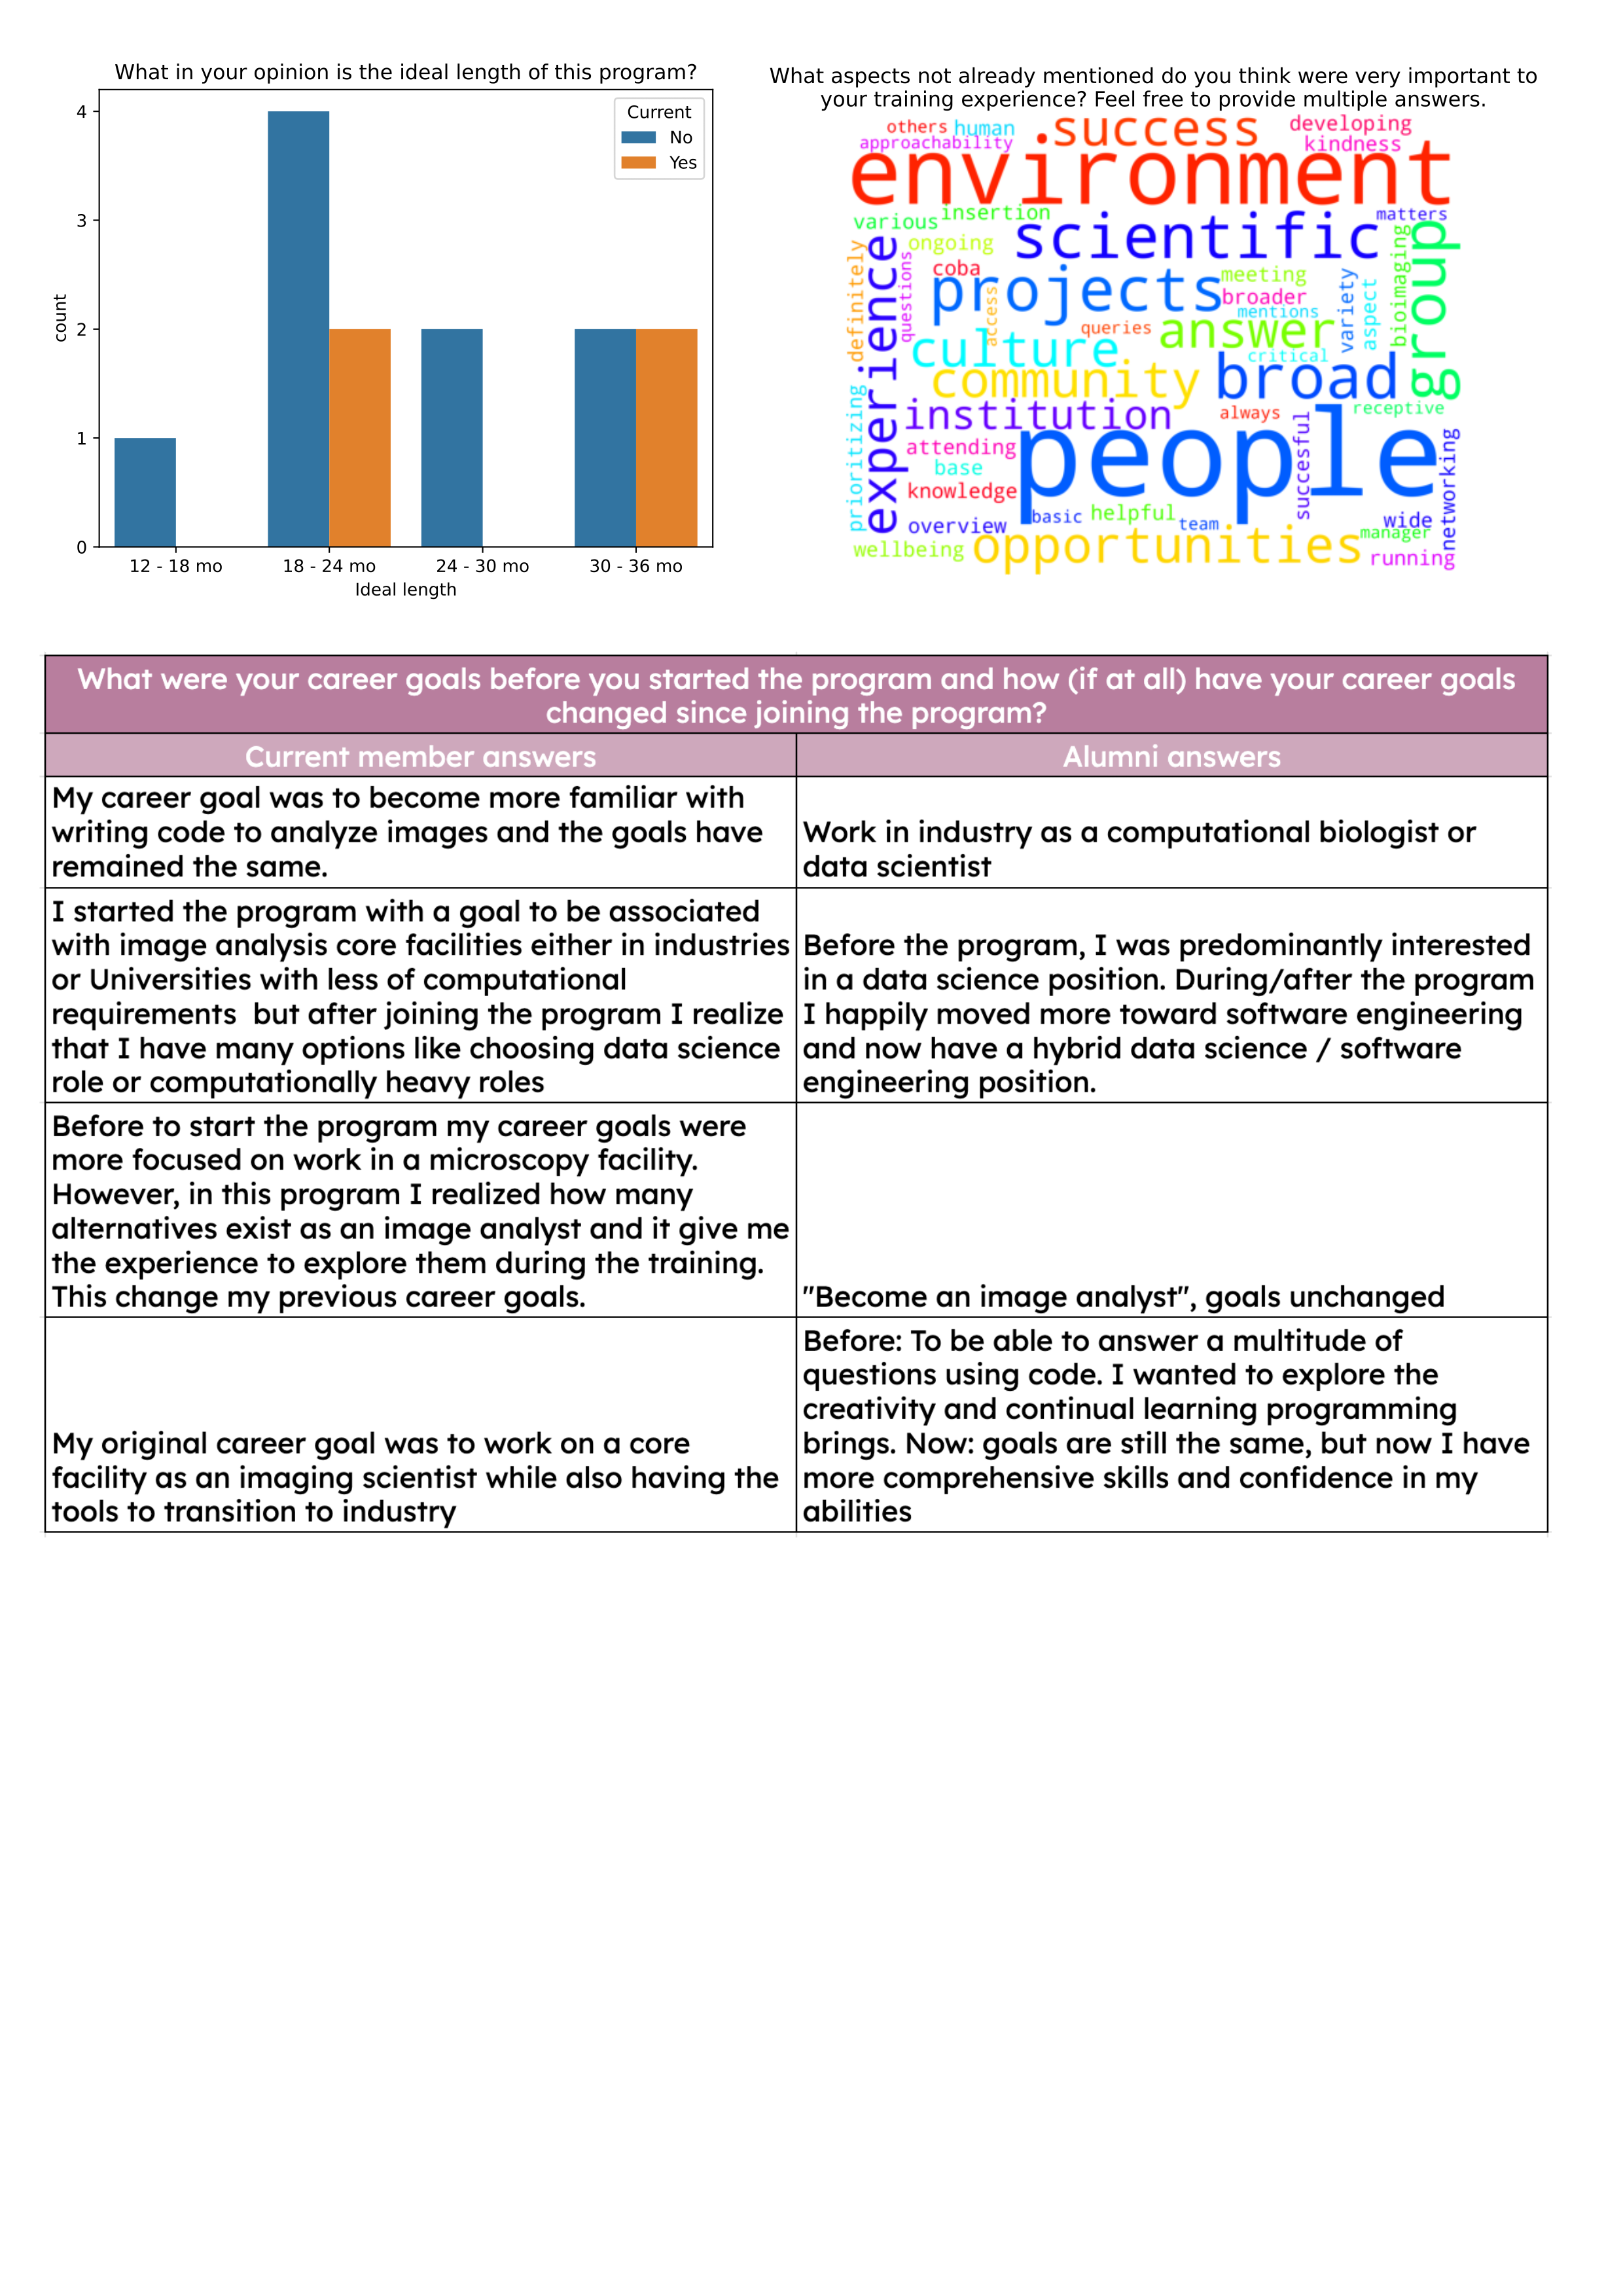 What in your opinion is the ideal length of this program?
4
3
2
1
0
count
Current
No
Yes
12 - 18 mo
18 - 24 mo
24 - 30 mo
30 - 36 mo
Ideal length
What aspects not already mentioned do you think were very important to
your training experience? Feel free to provide multiple answers.
others
human
success
developing
approachability
kindness
environment
various
insertion
scientific
matters
ongoing
definitely
experience
questions
coba
projects
access
meeting
broader
mentions
variety
aspect
bioimaging
group
queries
answer
culture
critical
community
broad
prioritizing
institution
always
receptive
attending
base
people
succesful
networking
knowledge
overview
basic
helpful
team
wide
manager
wellbeing
opportunities
running
What were your career goals before you started the program and how (if at all) have your career goals
changed since joining the program?
Current member answers
Alumni answers
My career goal was to become more familiar with
writing code to analyze images and the goals have
remained the same.
Work in industry as a computational biologist or
data scientist
I started the program with a goal to be associated
with image analysis core facilities either in industries
or Universities with less of computational
requirements  but after joining the program I realize
that I have many options like choosing data science
role or computationally heavy roles
Before the program, I was predominantly interested
in a data science position. During/after the program
I happily moved more toward software engineering
and now have a hybrid data science / software
engineering position.
Before to start the program my career goals were
more focused on work in a microscopy facility.
However, in this program I realized how many
alternatives exist as an image analyst and it give me
the experience to explore them during the training.
This change my previous career goals.
"Become an image analyst", goals unchanged
My original career goal was to work on a core
facility as an imaging scientist while also having the
tools to transition to industry
Before: To be able to answer a multitude of
questions using code. I wanted to explore the
creativity and continual learning programming
brings. Now: goals are still the same, but now I have
more comprehensive skills and confidence in my
abilities